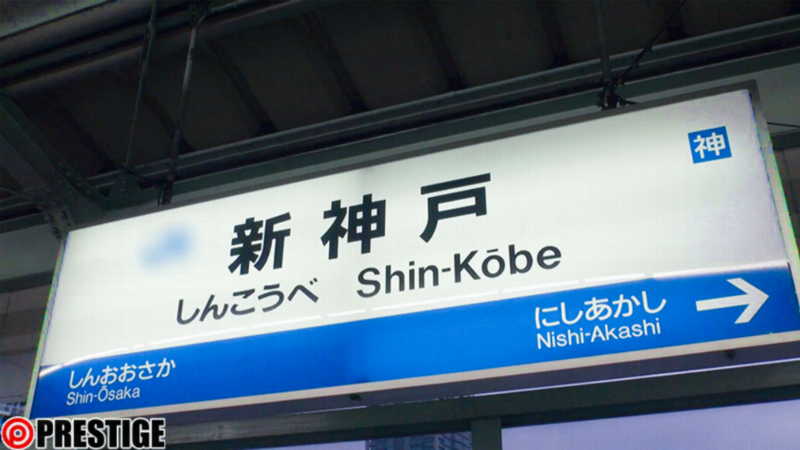 神
新神戸
しんこうべ Shin-Kōbe
にしあかし
Nishi-Akashi
しんおおさか
Shin-Ōsaka
PRESTIGE